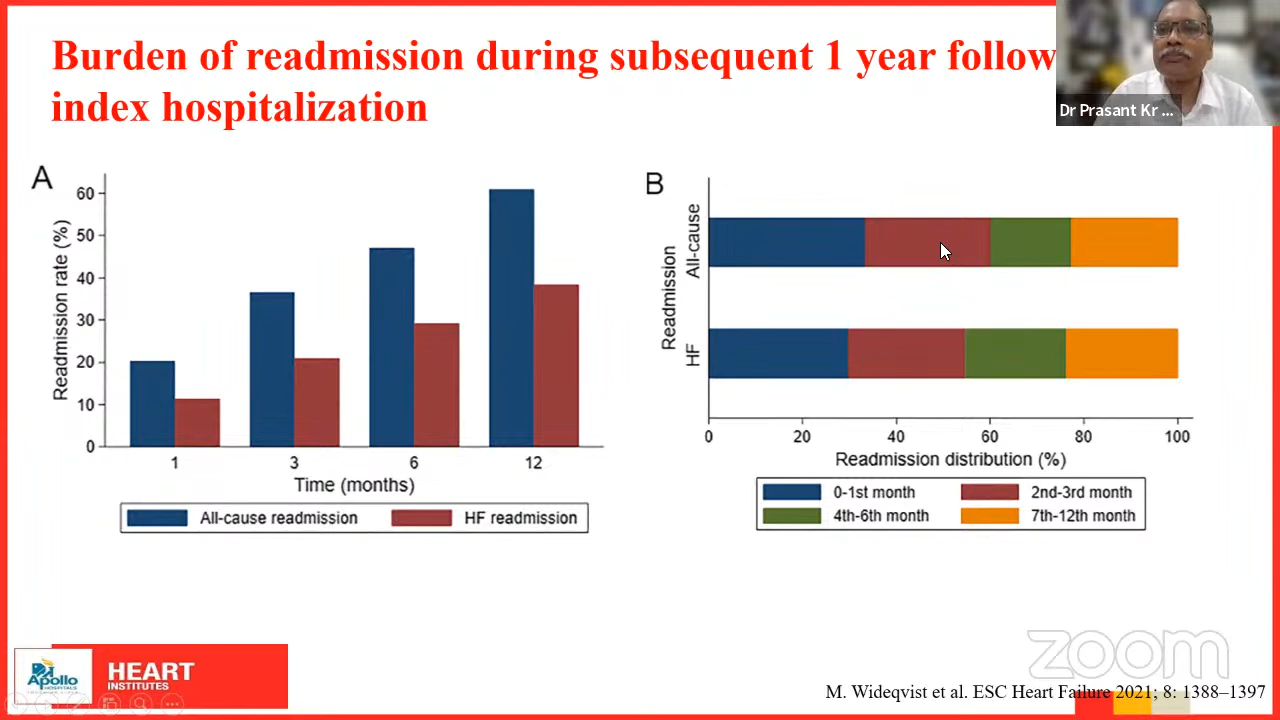 Burden of readmission during subsequent 1 year follow
index hospitalization
Dr Prasant Kr ...
A
Readmission rate (%)
60
50
40
30
20
10
0
1
3
6
12
Time (months)
All-cause readmission
HF readmission
B
Readmission
All-cause
HF
0
20
40
60
80
100
Readmission distribution (%)
0-1st month
2nd-3rd month
4th-6th month
7th-12th month
Apollo
HOSPITALS
HEART
INSTITUTES
zoom
M. Wideqvist et al. ESC Heart Failure 2021; 8: 1388–1397